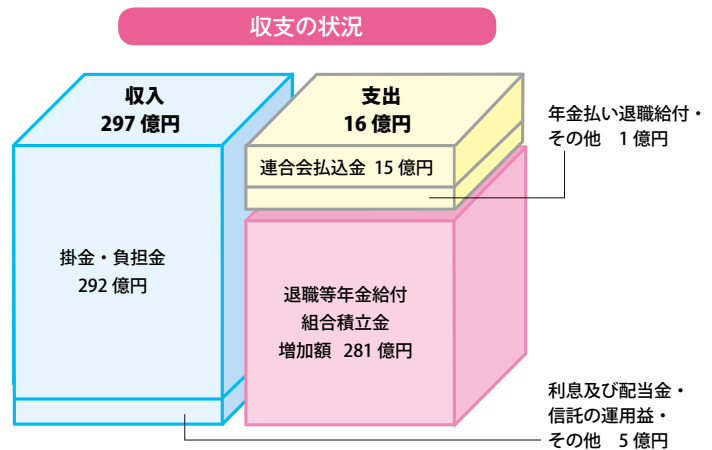 収支の状況
収入
297 億円
支出
16 億円
年金払い退職給付・
その他 1 億円
連合会払込金 15 億円
掛金・負担金
292 億円
退職等年金給付
組合積立金
増加額 281 億円
利息及び配当金・
信託の運用益・
その他 5 億円